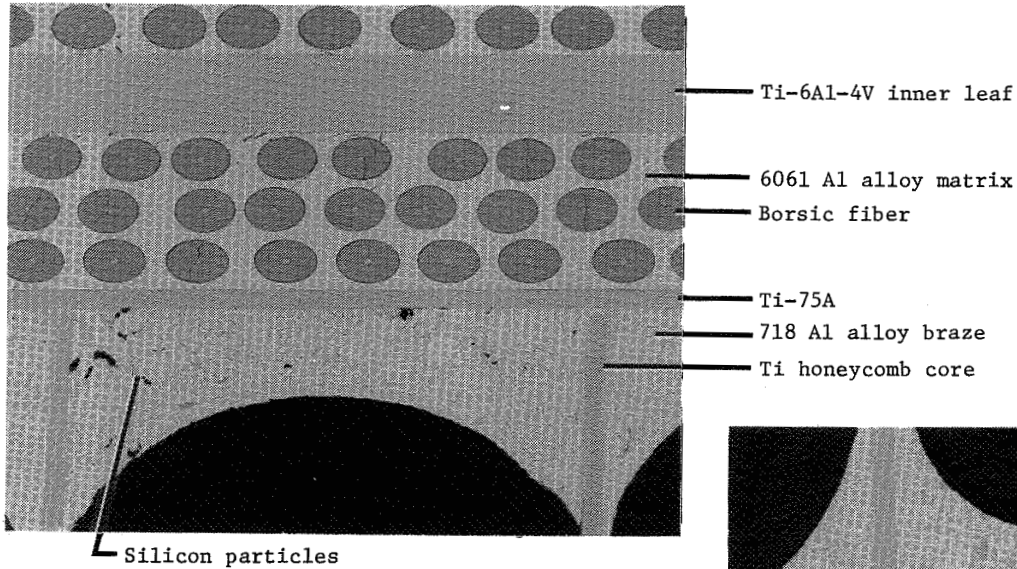 Ti-6Al-4V inner leaf
6061 Al alloy matrix
Borsic fiber
Ti-75A
718 Al alloy braze
Ti honeycomb core
Silicon particles